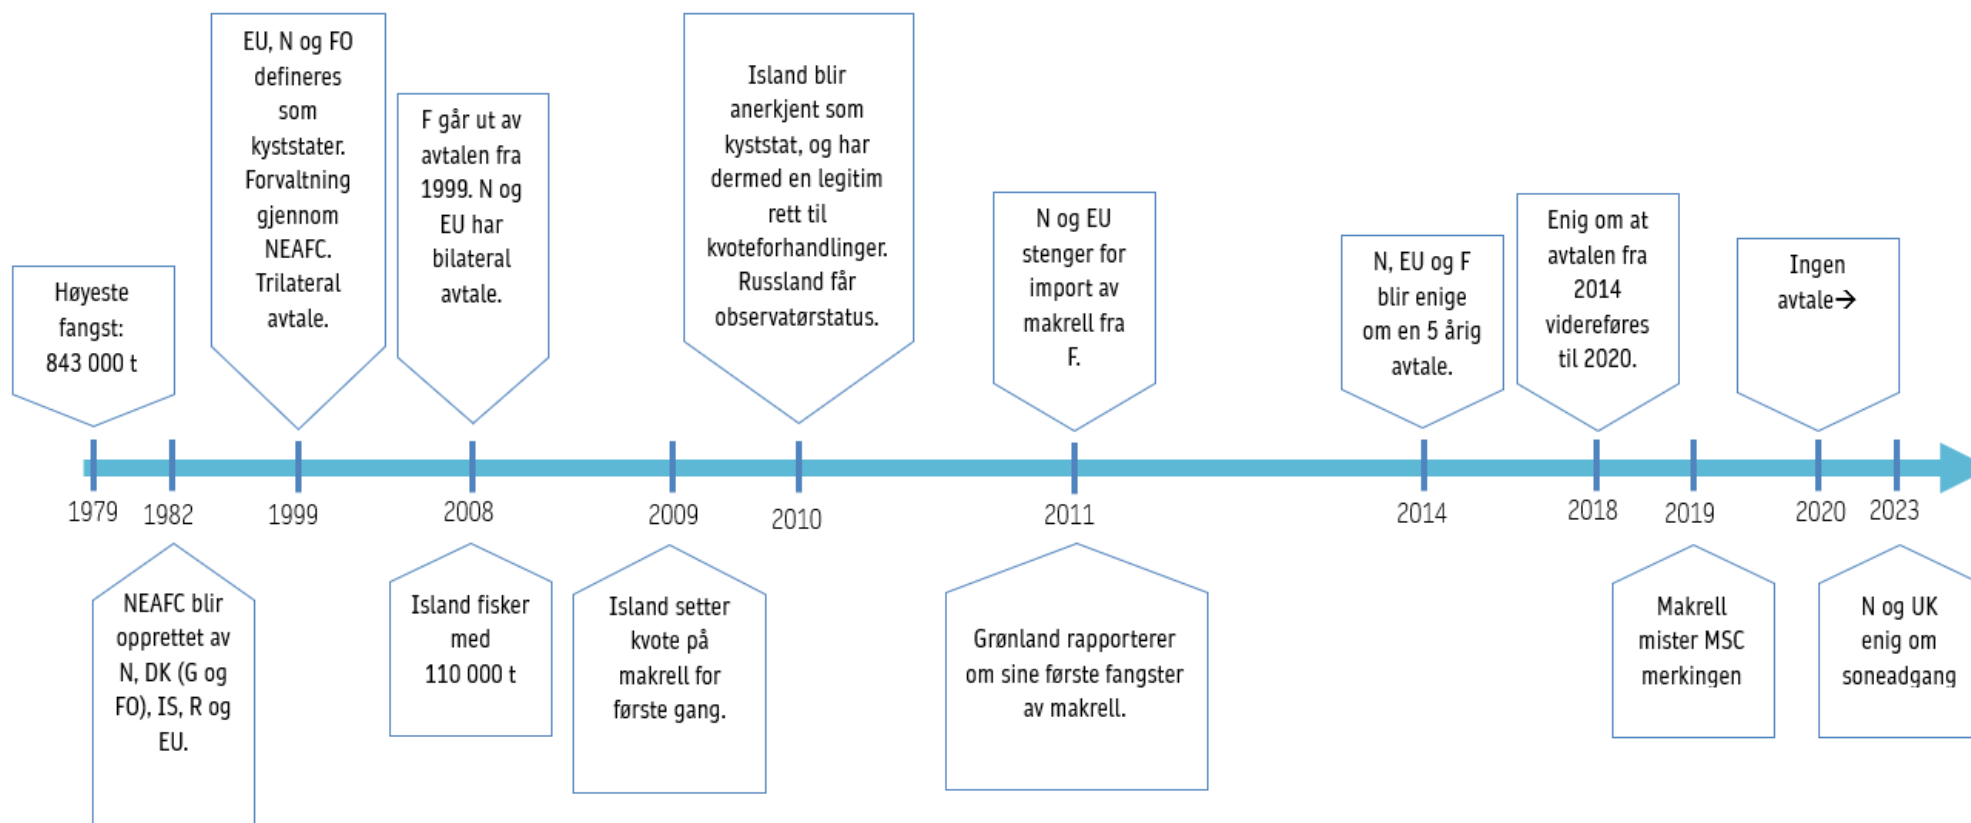 Høyeste
fangst:
843 000 t
EU, N og FO
defineres
som
kyststater.
Forvaltning
gjennom
NEAFC.
Trilateral
avtale.
F går ut av
avtalen fra
1999. N og
EU har
bilateral
avtale.
Island blir
anerkjent som
kyststat, og har
dermed en legitim
rett til
kvoteforhandlinger.
Russland får
observatørstatus.
N og EU
stenger for
import av
makrell fra
F.
N, EU og F
blir enige
om en 5 årig
avtale.
Enig om at
avtalen fra
2014
videreføres
til 2020.
Ingen
avtale→
1979 1982 1999 2008 2009 2010 2011 2014 2018 2019 2020 2023
NEAFC blir
opprettet av
N, DK (G og
FO), IS, R og
EU.
Island fisker
med
110 000 t
Island setter
kvote på
makrell for
første gang.
Grønland rapporterer
om sine første fangster
av makrell.
Makrell
mister MSC
merkingen
N og UK
enig om
soneadgang